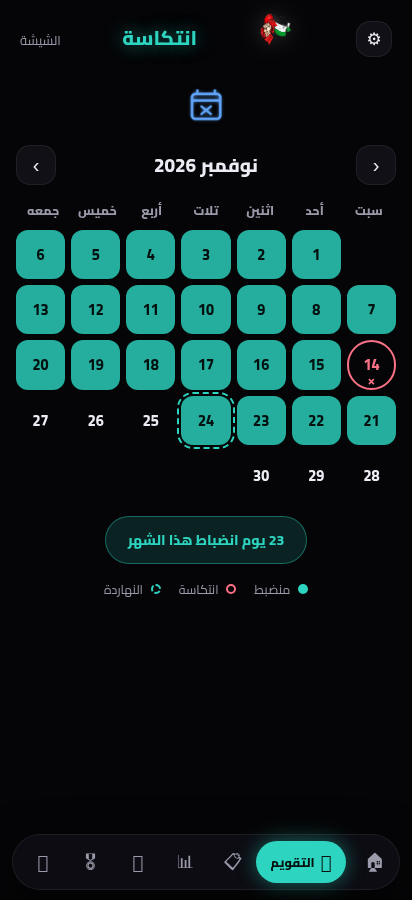 انتكاسة
الشيشة
نوفمبر 2026
سبت أحد اتنين تلات أربع خميس جمعه
1 2 3 4 5 6
7 8 9 10 11 12 13
14 15 16 17 18 19 20
21 22 23 24 25 26 27
28 29 30
23 يوم انضباط هذا الشهر
منضبط انتكاسة النهاردة
التقويم